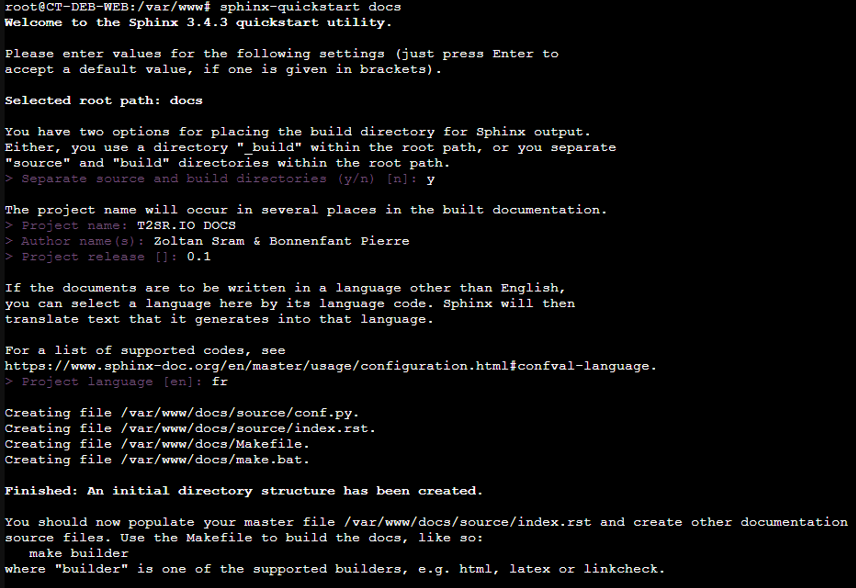 root@CT-DEB-WEB:/var/www# sphinx-quickstart docs
Welcome to the Sphinx 3.4.3 quickstart utility.
Please enter values for the following settings (just press Enter to
accept a default value, if one is given in brackets).
Selected root path: docs
You have two options for placing the build directory for Sphinx output.
Either, you use a directory "_build" within the root path, or you separate
"source" and "build" directories within the root path.
> Separate source and build directories (y/n) [n]: y
The project name will occur in several places in the built documentation.
> Project name: T2SR.IO DOCS
> Author name(s): Zoltan Sram & Bonnenfant Pierre
> Project release []: 0.1
If the documents are to be written in a language other than English,
you can select a language here by its language code. Sphinx will then
translate text that it generates into that language.
For a list of supported codes, see
https://www.sphinx-doc.org/en/master/usage/configuration.html#confval-language.
> Project language [en]: fr
Creating file /var/www/docs/source/conf.py.
Creating file /var/www/docs/source/index.rst.
Creating file /var/www/docs/Makefile.
Creating file /var/www/docs/make.bat.
Finished: An initial directory structure has been created.
You should now populate your master file /var/www/docs/source/index.rst and create other documentation
source files. Use the Makefile to build the docs, like so:
make builder
where "builder" is one of the supported builders, e.g. html, latex or linkcheck.